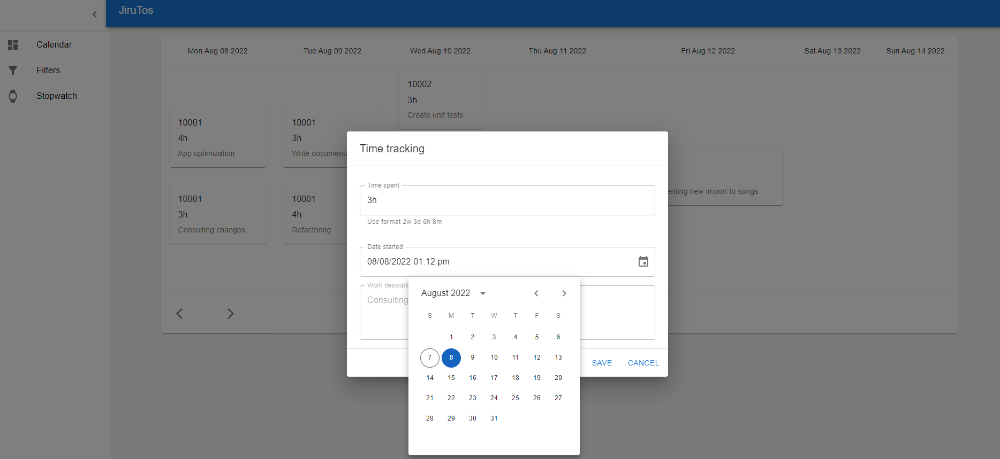 JiruTos
Calendar
Filters
Stopwatch
Mon Aug 08 2022 Tue Aug 09 2022 Wed Aug 10 2022 Thu Aug 11 2022 Fri Aug 12 2022 Sat Aug 13 2022 Sun Aug 14 2022
10002
3h
Create unit tests
10001
4h
App optimization
10001
3h
Write documenta
10001
3h
Consulting changes
10001
4h
Refactoring
enting new import to songs
Time tracking
Time spent
3h
Use format 2w 3d 6h 8m
Date started
08/08/2022 01:12 pm
Work descripti
Consulting
August 2022
S M T W T F S
1 2 3 4 5 6
7 8 9 10 11 12 13
14 15 16 17 18 19 20
21 22 23 24 25 26 27
28 29 30 31
SAVE CANCEL